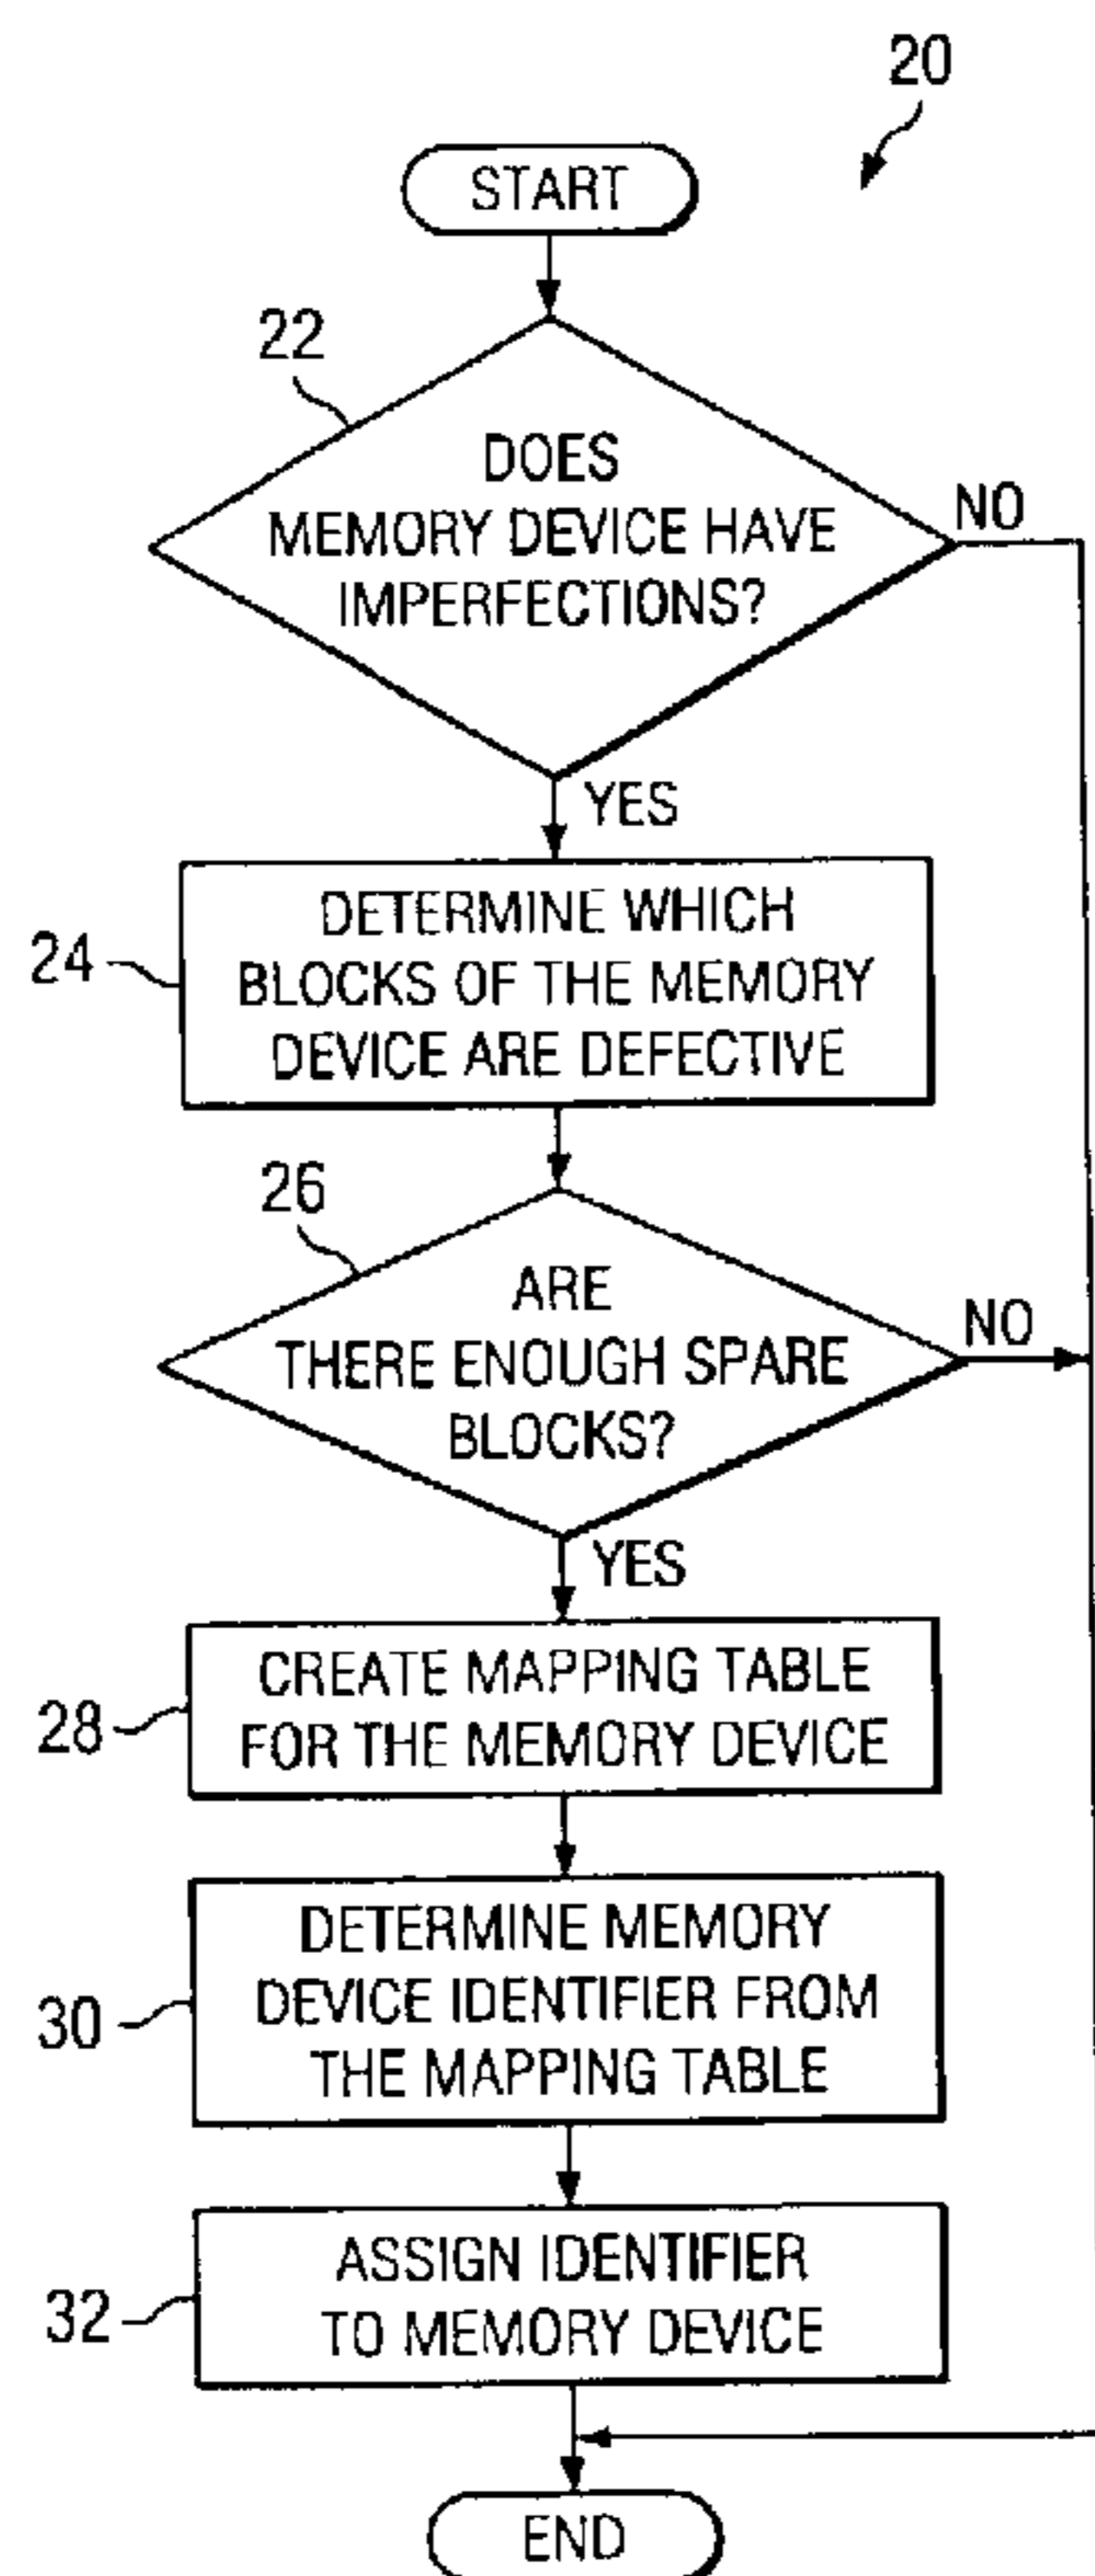 20
START
22
DOES
MEMORY DEVICE HAVE
IMPERFECTIONS?
NO
YES
24
DETERMINE WHICH
BLOCKS OF THE MEMORY
DEVICE ARE DEFECTIVE
26
ARE
THERE ENOUGH SPARE
BLOCKS?
NO
YES
28
CREATE MAPPING TABLE
FOR THE MEMORY DEVICE
30
DETERMINE MEMORY
DEVICE IDENTIFIER FROM
THE MAPPING TABLE
32
ASSIGN IDENTIFIER
TO MEMORY DEVICE
END